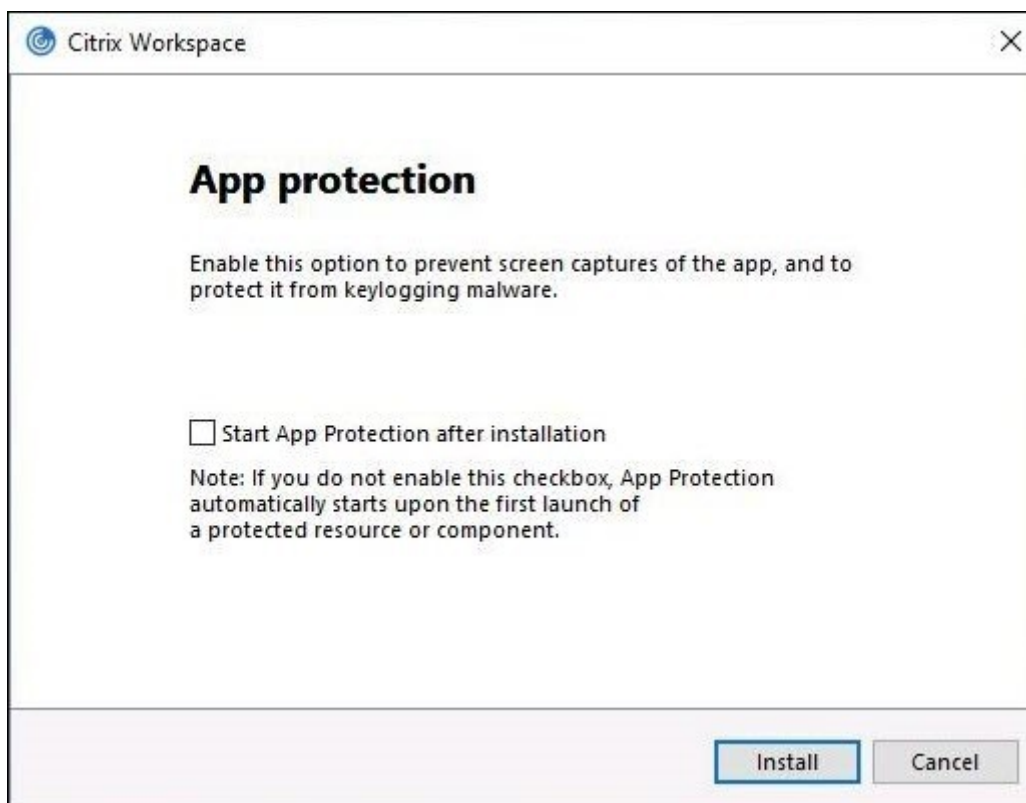 Citrix Workspace
App protection
Enable this option to prevent screen captures of the app, and to
protect it from keylogging malware.
Start App Protection after installation
Note: If you do not enable this checkbox, App Protection
automatically starts upon the first launch of
a protected resource or component.
Install
Cancel